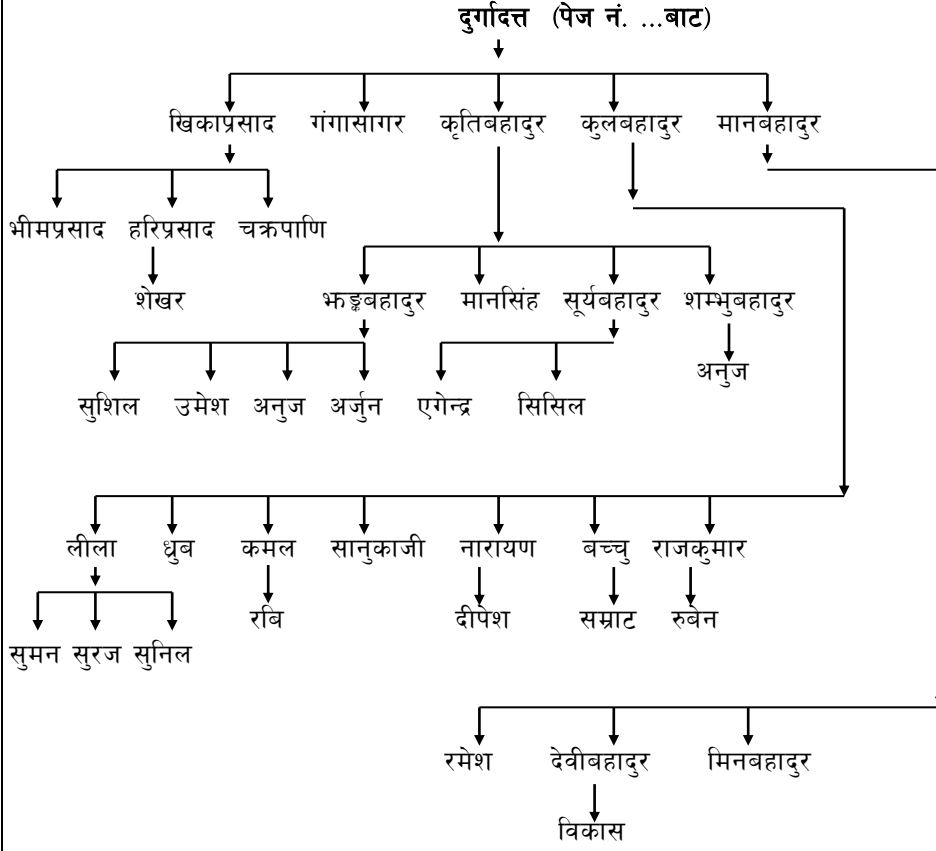 दुर्गादत्त (पेज नं. ...बाट)
खिकाप्रसाद गंगासागर कृतिबहादुर कुलबहादुर मानबहादुर
भीमप्रसाद हरिप्रसाद चक्रपाणि
शेखर झङ्कबहादुर मानसिंह सूर्यबहादुर शम्भुबहादुर
अनुज
सुशिल उमेश अनुज अर्जुन एगेन्द्र सिसिल
लीला ध्रुब कमल सानुकाजी नारायण बच्चु राजकुमार
रबि दीपेश सम्राट रुबेन
सुमन सुरज सुनिल
रमेश देवीबहादुर मिनबहादुर
विकास